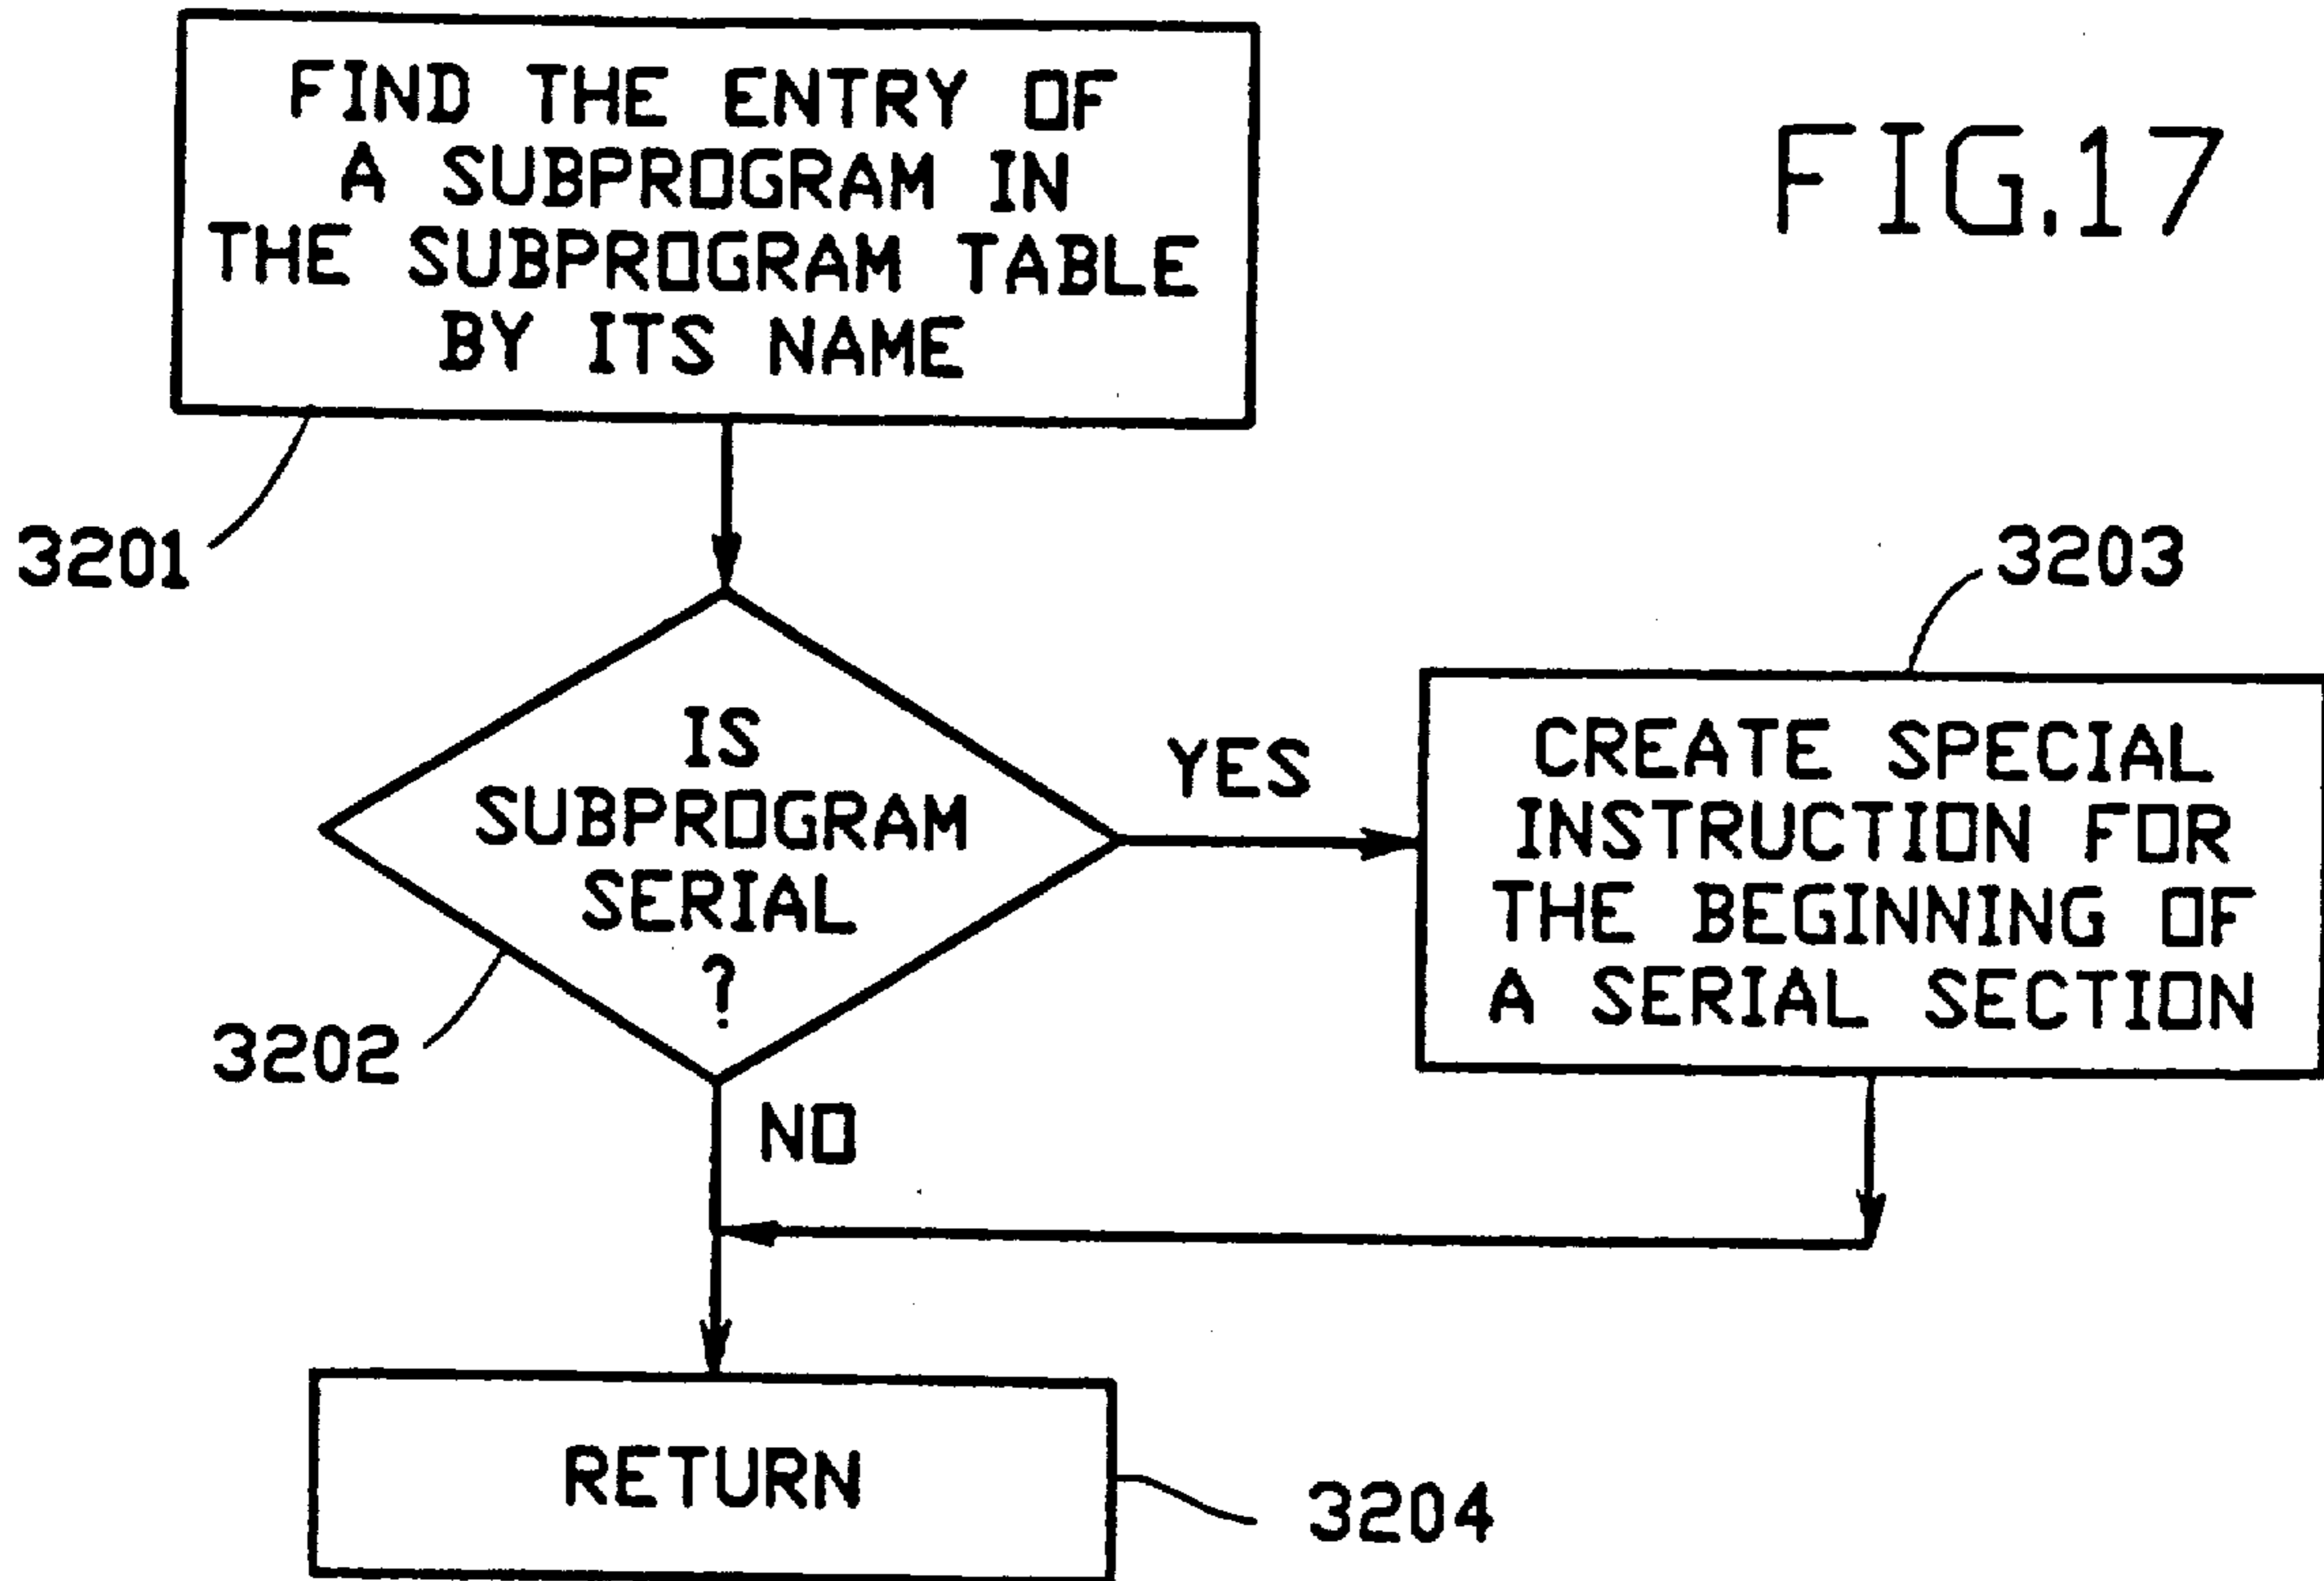 FIND THE ENTRY OF
A SUBPROGRAM IN
THE SUBPROGRAM TABLE
BY ITS NAME
FIG.17
3201
3203
IS
SUBPROGRAM
SERIAL
?
YES
CREATE SPECIAL
INSTRUCTION FOR
THE BEGINNING OF
A SERIAL SECTION
3202
NO
RETURN
3204